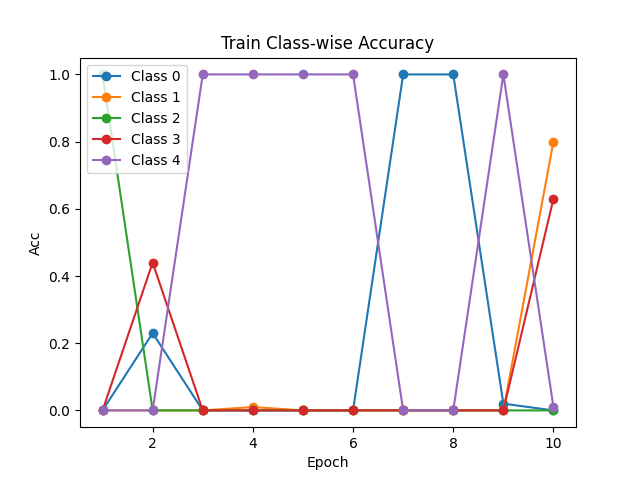 Train Class-wise Accuracy
1.0
0.8
0.6
0.4
0.2
0.0
Acc
Class 0
Class 1
Class 2
Class 3
Class 4
2
4
6
8
10
Epoch